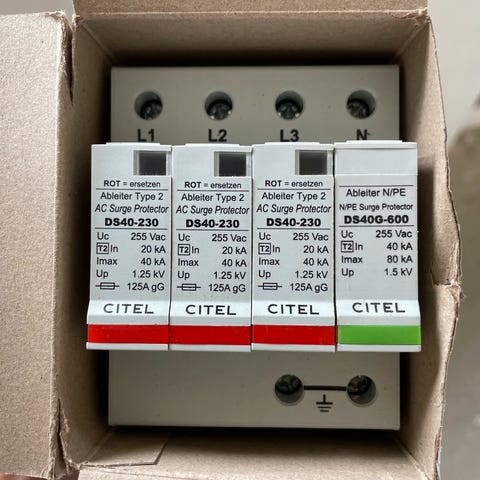 L1 L2 L3 N
ROT = ersetzen
Ableiter Type 2
AC Surge Protector
DS40-230
Uc 255 Vac
T2 In 20 kA
Imax 40 kA
Up 1.25 kV
125A gG
CITEL
ROT = ersetzen
Ableiter Type 2
AC Surge Protector
DS40-230
Uc 255 Vac
T2 In 20 kA
Imax 40 kA
Up 1.25 kV
125A gG
CITEL
ROT = ersetzen
Ableiter Type 2
AC Surge Protector
DS40-230
Uc 255 Vac
T2 In 20 kA
Imax 40 kA
Up 1.25 kV
125A gG
CITEL
Ableiter N/PE
N/PE Surge Protector
DS40G-600
Uc 255 Vac
T2 In 40 kA
Imax 80 kA
Up 1.5 kV
CITEL